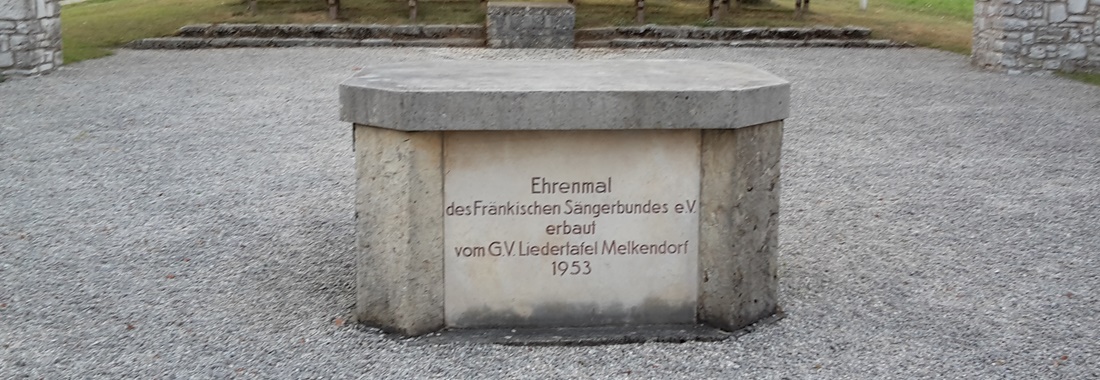 Ehrenmal
des Fränkischen Sängerbundes e.V.
erbaut
vom G.V. Liedertafel Melkendorf
1953